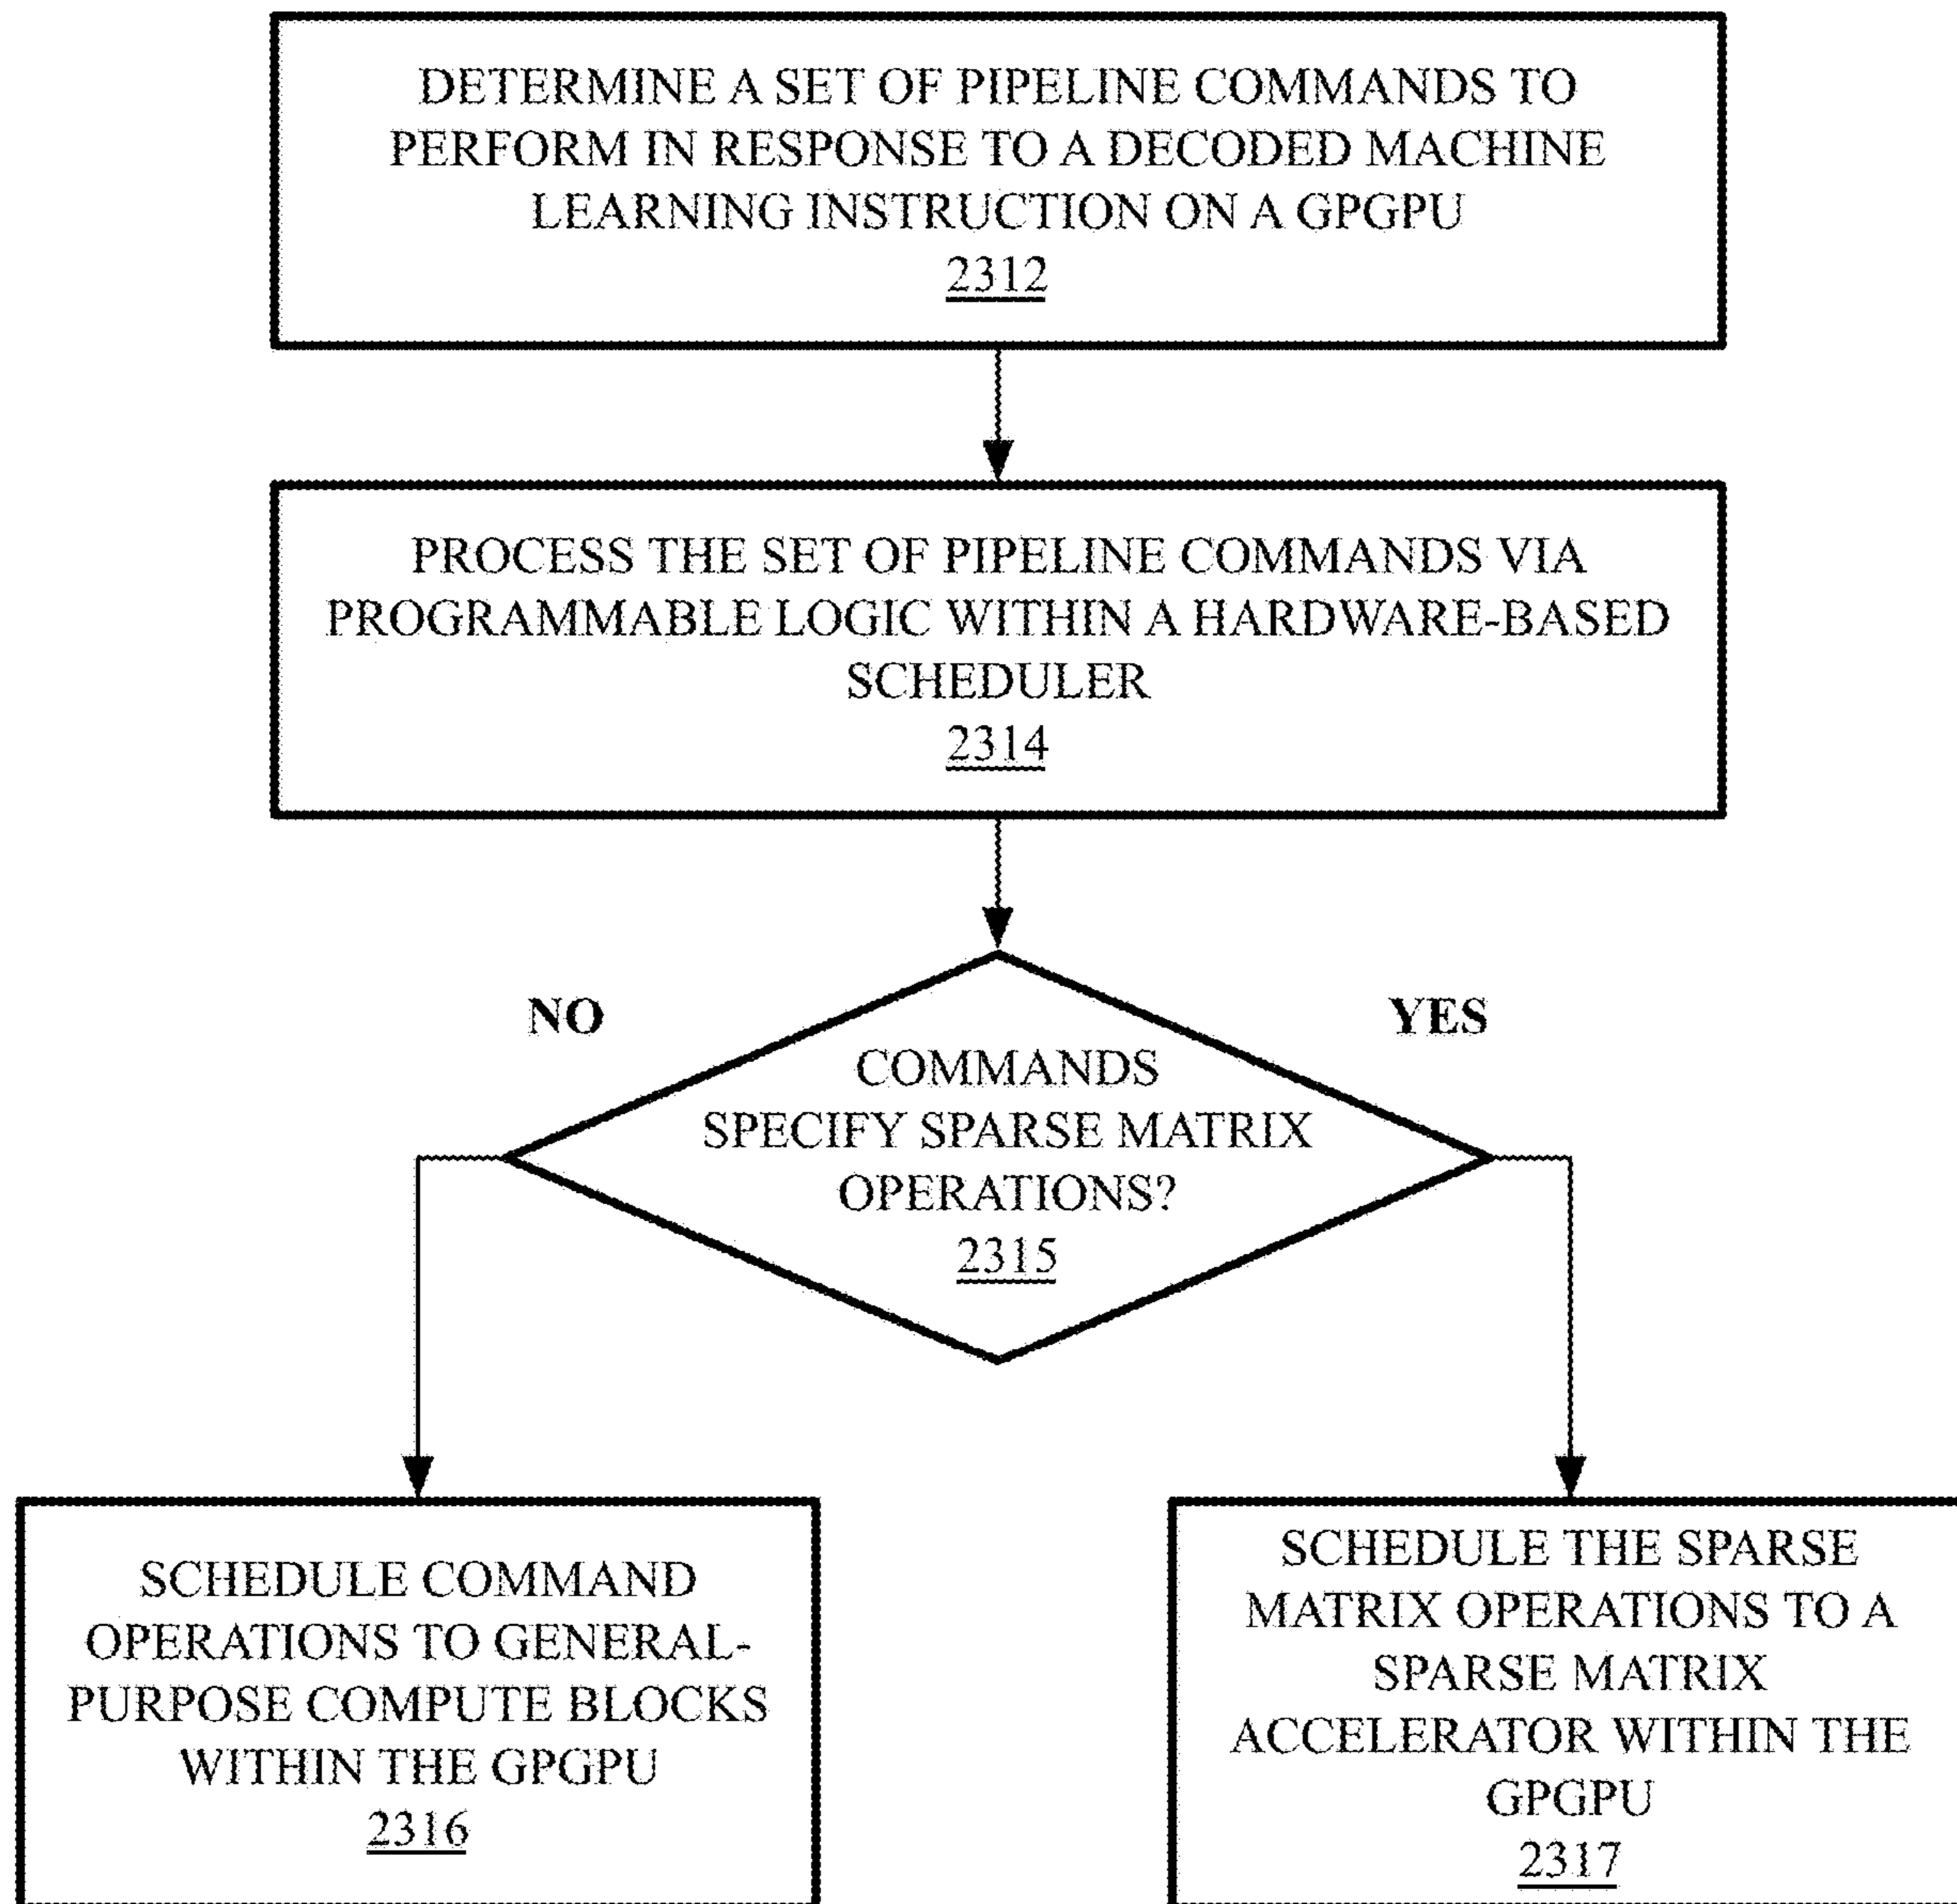 DETERMINE A SET OF PIPELINE COMMANDS TO
PERFORM IN RESPONSE TO A DECODED MACHINE
LEARNING INSTRUCTION ON A GPGPU
2312
PROCESS THE SET OF PIPELINE COMMANDS VIA
PROGRAMMABLE LOGIC WITHIN A HARDWARE-BASED
SCHEDULER
2314
NO
YES
COMMANDS
SPECIFY SPARSE MATRIX
OPERATIONS?
2315
SCHEDULE COMMAND
OPERATIONS TO GENERAL-
PURPOSE COMPUTE BLOCKS
WITHIN THE GPGPU
2316
SCHEDULE THE SPARSE
MATRIX OPERATIONS TO A
SPARSE MATRIX
ACCELERATOR WITHIN THE
GPGPU
2317